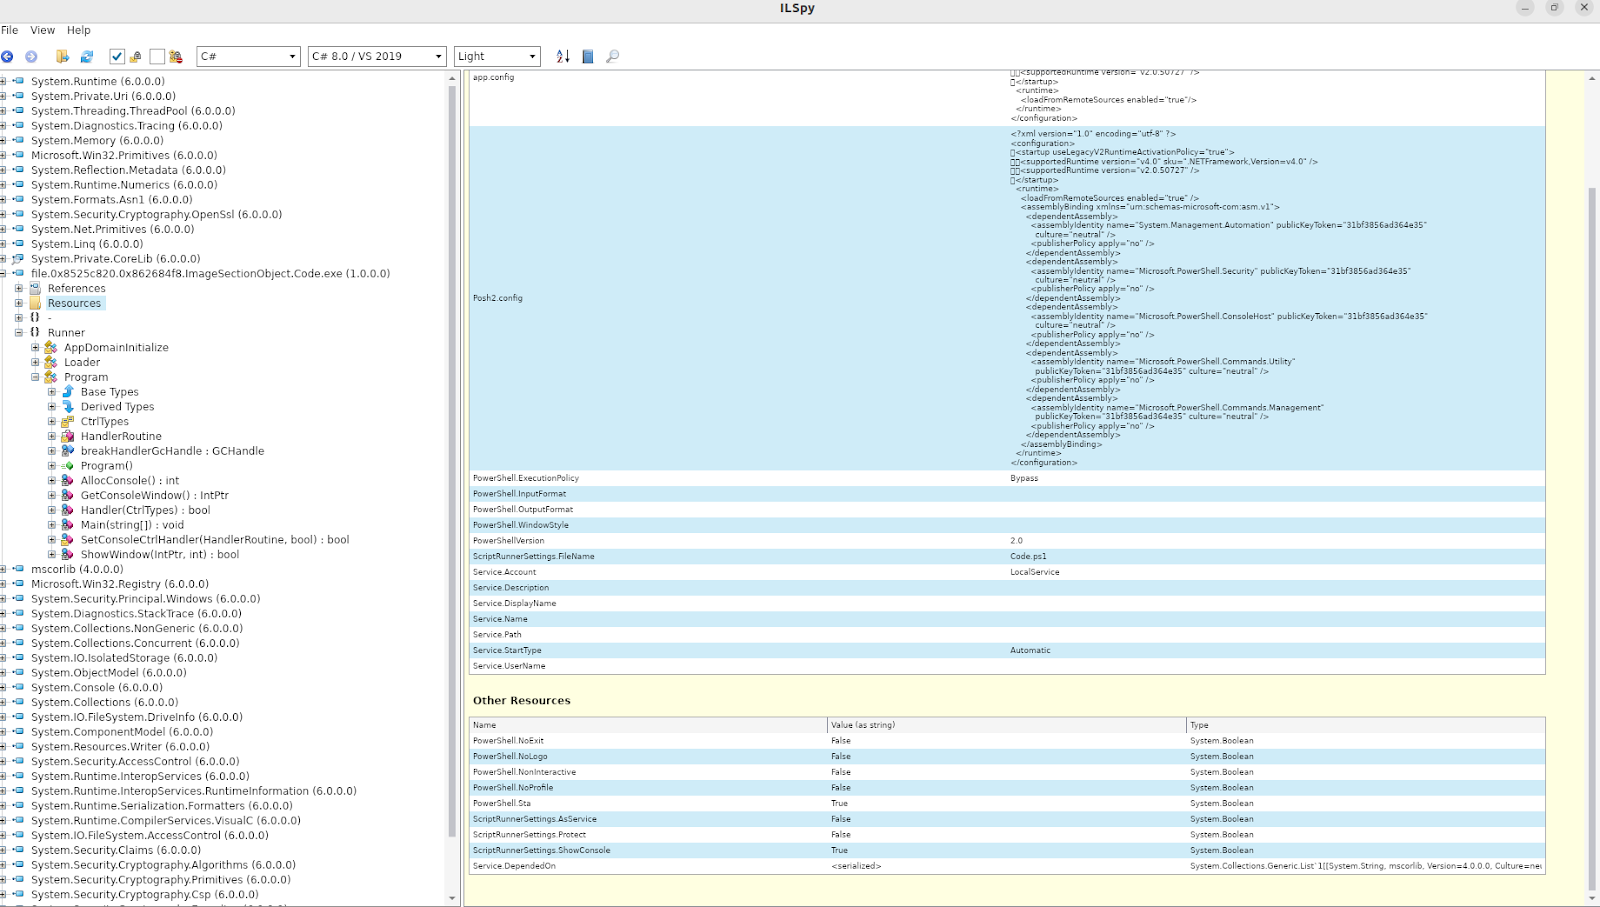 ILSpy
File View Help
C# C# 8.0 / VS 2019 Light
System.Runtime (6.0.0.0)
System.Private.Uri (6.0.0.0)
System.Threading.ThreadPool (6.0.0.0)
System.Diagnostics.Tracing (6.0.0.0)
System.Memory (6.0.0.0)
Microsoft.Win32.Primitives (6.0.0.0)
System.Reflection.Metadata (6.0.0.0)
System.Runtime.Numerics (6.0.0.0)
System.Formats.Asn1 (6.0.0.0)
System.Security.Cryptography.OpenSsl (6.0.0.0)
System.Net.Primitives (6.0.0.0)
System.Linq (6.0.0.0)
System.Private.CoreLib (6.0.0.0)
file.0x8525c820.0x862684f8.ImageSectionObject.Code.exe (1.0.0.0)
References
Resources
{} -
{} Runner
AppDomainInitialize
Loader
Program
Base Types
Derived Types
CtrlTypes
HandlerRoutine
breakHandlerGcHandle : GCHandle
Program()
AllocConsole() : int
GetConsoleWindow() : IntPtr
Handler(CtrlTypes) : bool
Main(string[]) : void
SetConsoleCtrlHandler(HandlerRoutine, bool) : bool
ShowWindow(IntPtr, int) : bool
mscorlib (4.0.0.0)
Microsoft.Win32.Registry (6.0.0.0)
System.Security.Principal.Windows (6.0.0.0)
System.Diagnostics.StackTrace (6.0.0.0)
System.Collections.NonGeneric (6.0.0.0)
System.Collections.Concurrent (6.0.0.0)
System.IO.IsolatedStorage (6.0.0.0)
System.ObjectModel (6.0.0.0)
System.Console (6.0.0.0)
System.Collections (6.0.0.0)
System.IO.FileSystem.DriveInfo (6.0.0.0)
System.ComponentModel (6.0.0.0)
System.Resources.Writer (6.0.0.0)
System.Security.AccessControl (6.0.0.0)
System.Runtime.InteropServices (6.0.0.0)
System.Runtime.InteropServices.RuntimeInformation (6.0.0.0)
System.Runtime.Serialization.Formatters (6.0.0.0)
System.Runtime.CompilerServices.VisualC (6.0.0.0)
System.IO.FileSystem.AccessControl (6.0.0.0)
System.Security.Claims (6.0.0.0)
System.Security.Cryptography.Algorithms (6.0.0.0)
System.Security.Cryptography.Primitives (6.0.0.0)
System.Security.Cryptography.Csp (6.0.0.0)
app.config
<supportedRuntime version="v2.0.50727" />
</startup>
<runtime>
<loadFromRemoteSources enabled="true"/>
</runtime>
</configuration>
Posh2.config
<?xml version="1.0" encoding="utf-8" ?>
<configuration>
<startup useLegacyV2RuntimeActivationPolicy="true">
<supportedRuntime version="v4.0" sku=".NETFramework,Version=v4.0" />
<supportedRuntime version="v2.0.50727" />
</startup>
<runtime>
<loadFromRemoteSources enabled="true" />
<assemblyBinding xmlns="urn:schemas-microsoft-com:asm.v1">
<dependentAssembly>
<assemblyIdentity name="System.Management.Automation" publicKeyToken="31bf3856ad364e35"
culture="neutral" />
<publisherPolicy apply="no" />
</dependentAssembly>
<dependentAssembly>
<assemblyIdentity name="Microsoft.PowerShell.Security" publicKeyToken="31bf3856ad364e35"
culture="neutral" />
<publisherPolicy apply="no" />
</dependentAssembly>
<dependentAssembly>
<assemblyIdentity name="Microsoft.PowerShell.ConsoleHost" publicKeyToken="31bf3856ad364e35"
culture="neutral" />
<publisherPolicy apply="no" />
</dependentAssembly>
<dependentAssembly>
<assemblyIdentity name="Microsoft.PowerShell.Commands.Utility"
publicKeyToken="31bf3856ad364e35" culture="neutral" />
<publisherPolicy apply="no" />
</dependentAssembly>
<dependentAssembly>
<assemblyIdentity name="Microsoft.PowerShell.Commands.Management"
publicKeyToken="31bf3856ad364e35" culture="neutral" />
<publisherPolicy apply="no" />
</dependentAssembly>
</assemblyBinding>
</runtime>
</configuration>
PowerShell.ExecutionPolicy Bypass
PowerShell.InputFormat
PowerShell.OutputFormat
PowerShell.WindowStyle
PowerShellVersion 2.0
ScriptRunnerSettings.FileName Code.ps1
Service.Account LocalService
Service.Description
Service.DisplayName
Service.Name
Service.Path
Service.StartType Automatic
Service.UserName
Other Resources
Name Value (as string) Type
PowerShell.NoExit False System.Boolean
PowerShell.NoLogo False System.Boolean
PowerShell.NonInteractive False System.Boolean
PowerShell.NoProfile False System.Boolean
PowerShell.Sta True System.Boolean
ScriptRunnerSettings.AsService False System.Boolean
ScriptRunnerSettings.Protect False System.Boolean
ScriptRunnerSettings.ShowConsole True System.Boolean
Service.DependedOn <serialized> System.Collections.Generic.List`1[[System.String, mscorlib, Version=4.0.0.0, Culture=neu